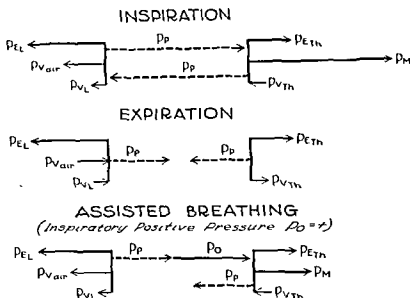 INSPIRATION
pEL pp pETh
pVair pM
pVL pp pVTh
EXPIRATION
pEL pETh
pVair pp pp
pVL pVTh
ASSISTED BREATHING
(Inspiratory Positive Pressure po=+)
pEL pp po pETh
pVair pp pM
pVL pVTh